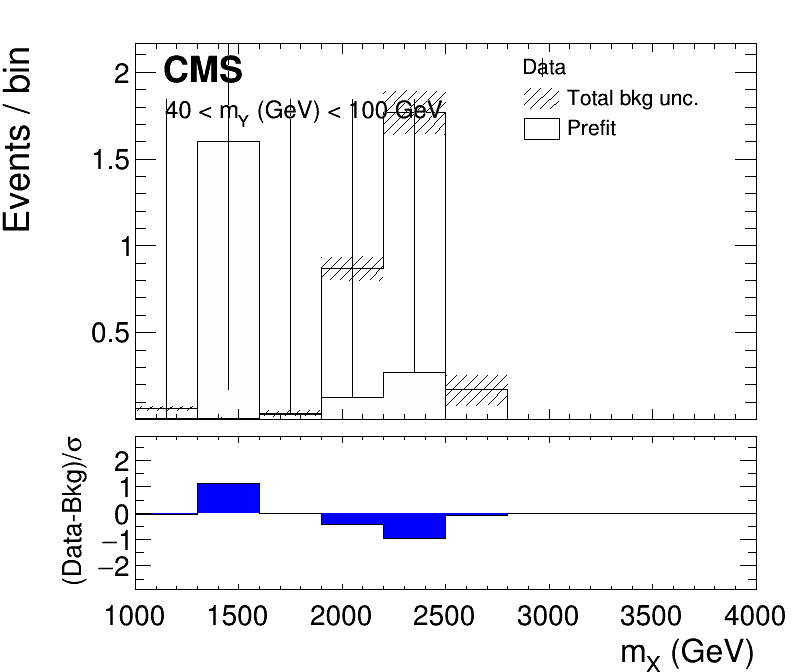 CMS
40 < mY (GeV) < 100 GeV
Data
Total bkg unc.
Prefit
Events / bin
2
1.5
1
0.5
(Data-Bkg)/σ
2
1
0
−1
−2
1000 1500 2000 2500 3000 3500 4000
mX (GeV)